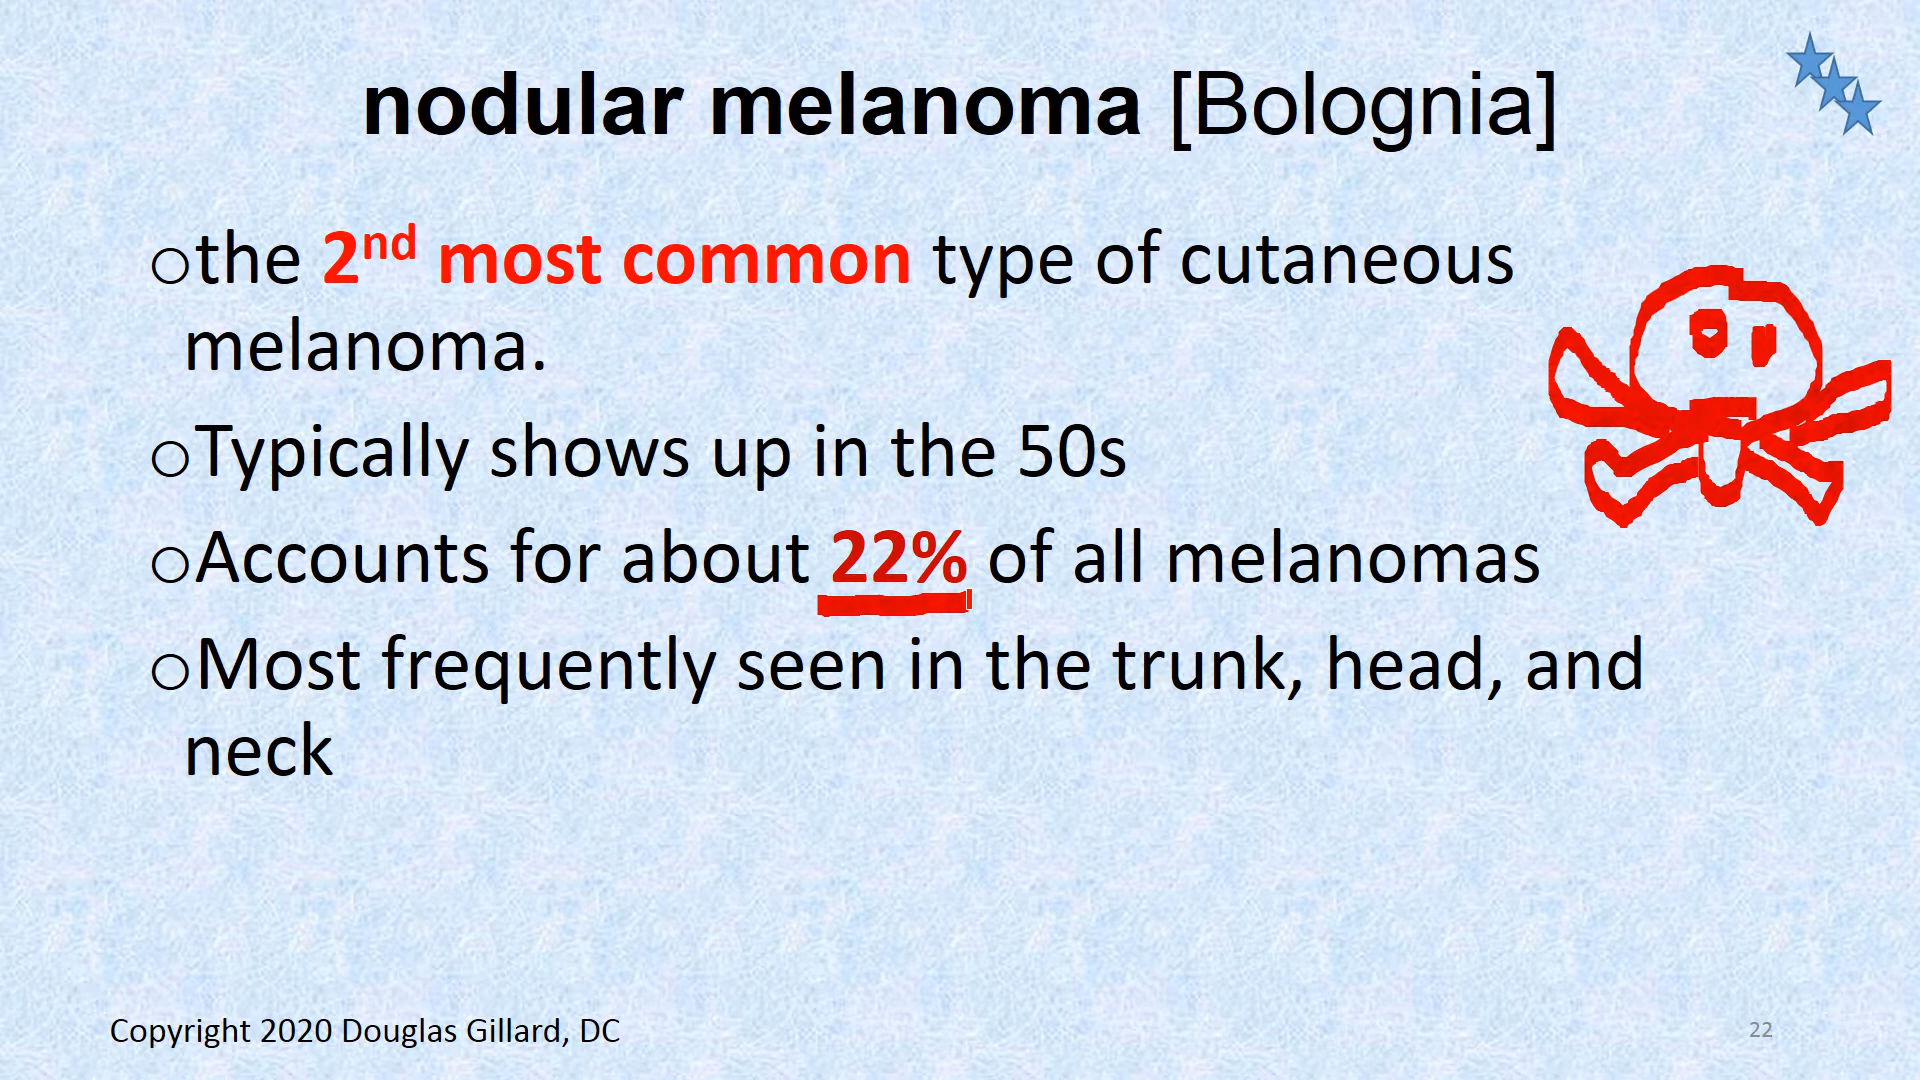 nodular melanoma [Bolognia]
○the 2nd most common type of cutaneous
melanoma.
○Typically shows up in the 50s
○Accounts for about 22% of all melanomas
○Most frequently seen in the trunk, head, and
neck
Copyright 2020 Douglas Gillard, DC
22